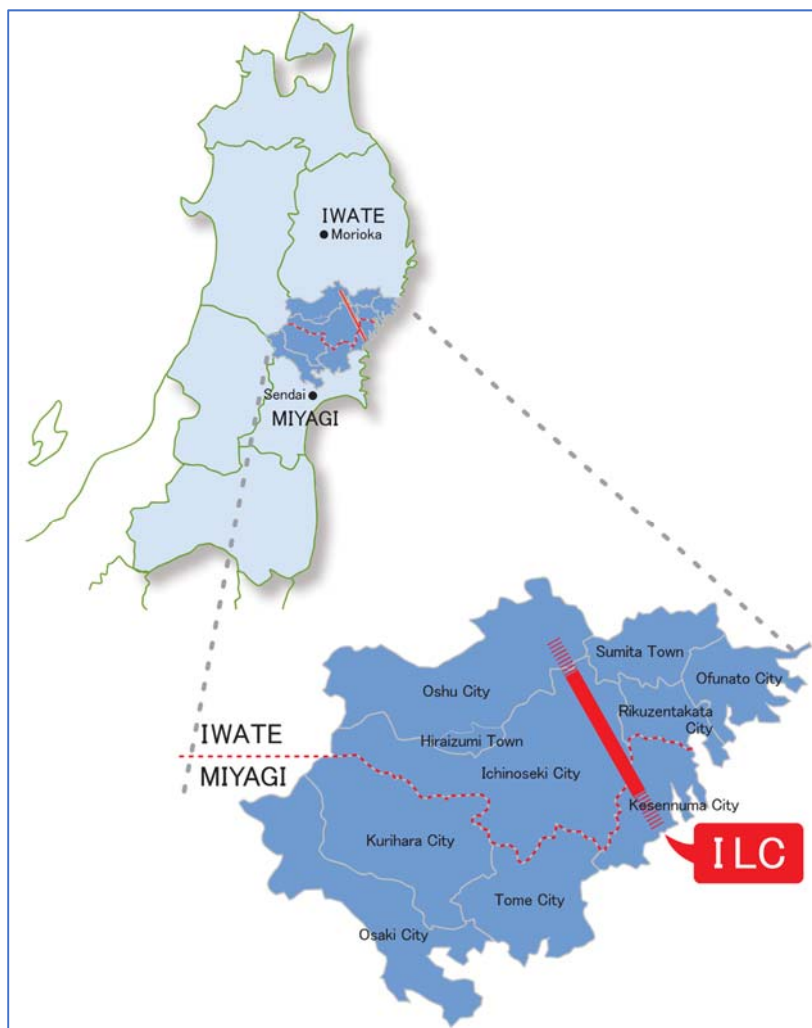 IWATE
Morioka
Sendai
MIYAGI
Sumita Town
Ofunato City
Oshu City
Rikuzentakata
City
IWATE
Hiraizumi Town
MIYAGI
Ichinoseki City
Kesennuma City
Kurihara City
ILC
Tome City
Osaki City